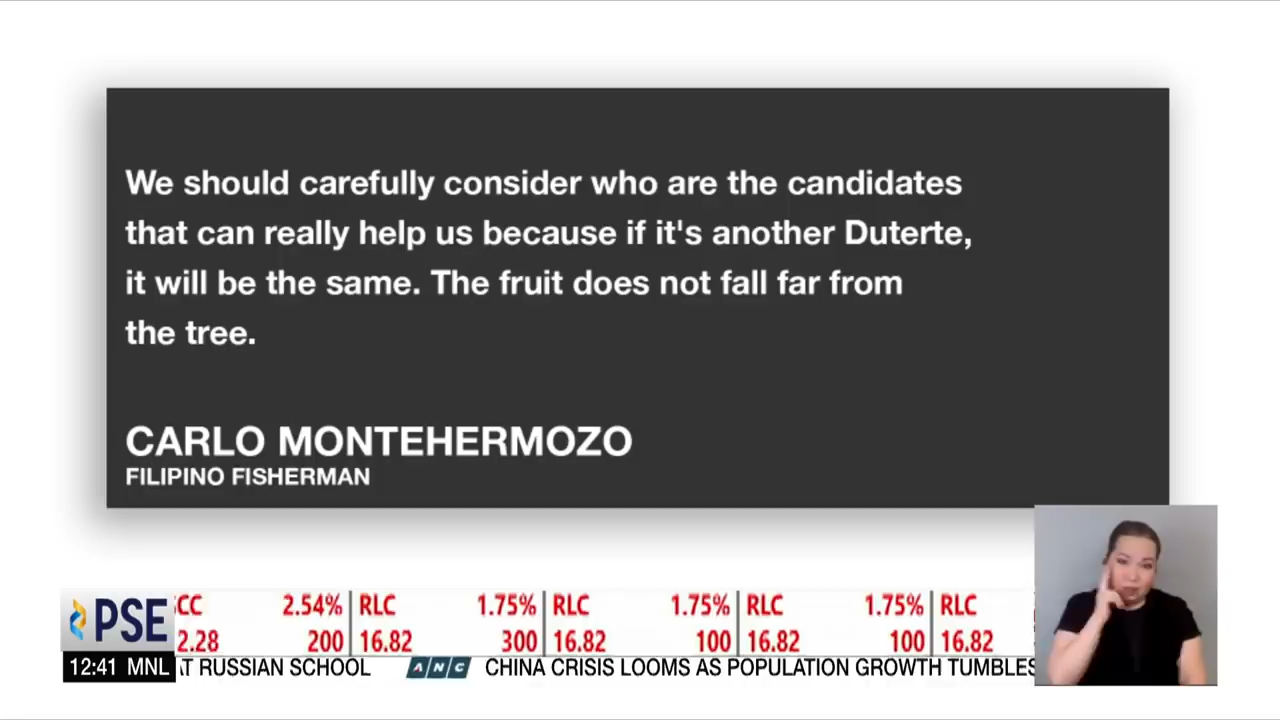 We should carefully consider who are the candidates
that can really help us because if it's another Duterte,
it will be the same. The fruit does not fall far from
the tree.
CARLO MONTEHERMOZO
FILIPINO FISHERMAN
PSE CC 2.54% RLC 1.75% RLC 1.75% RLC 1.75% RLC
2.28 200 16.82 300 16.82 100 16.82 100 16.82
12:41 MNL AT RUSSIAN SCHOOL ANC CHINA CRISIS LOOMS AS POPULATION GROWTH TUMBLES